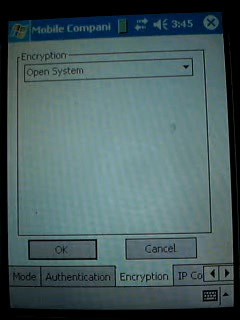 Mobile Compani 3:45
Encryption
Open System
OK Cancel
Mode Authentication Encryption IP Co